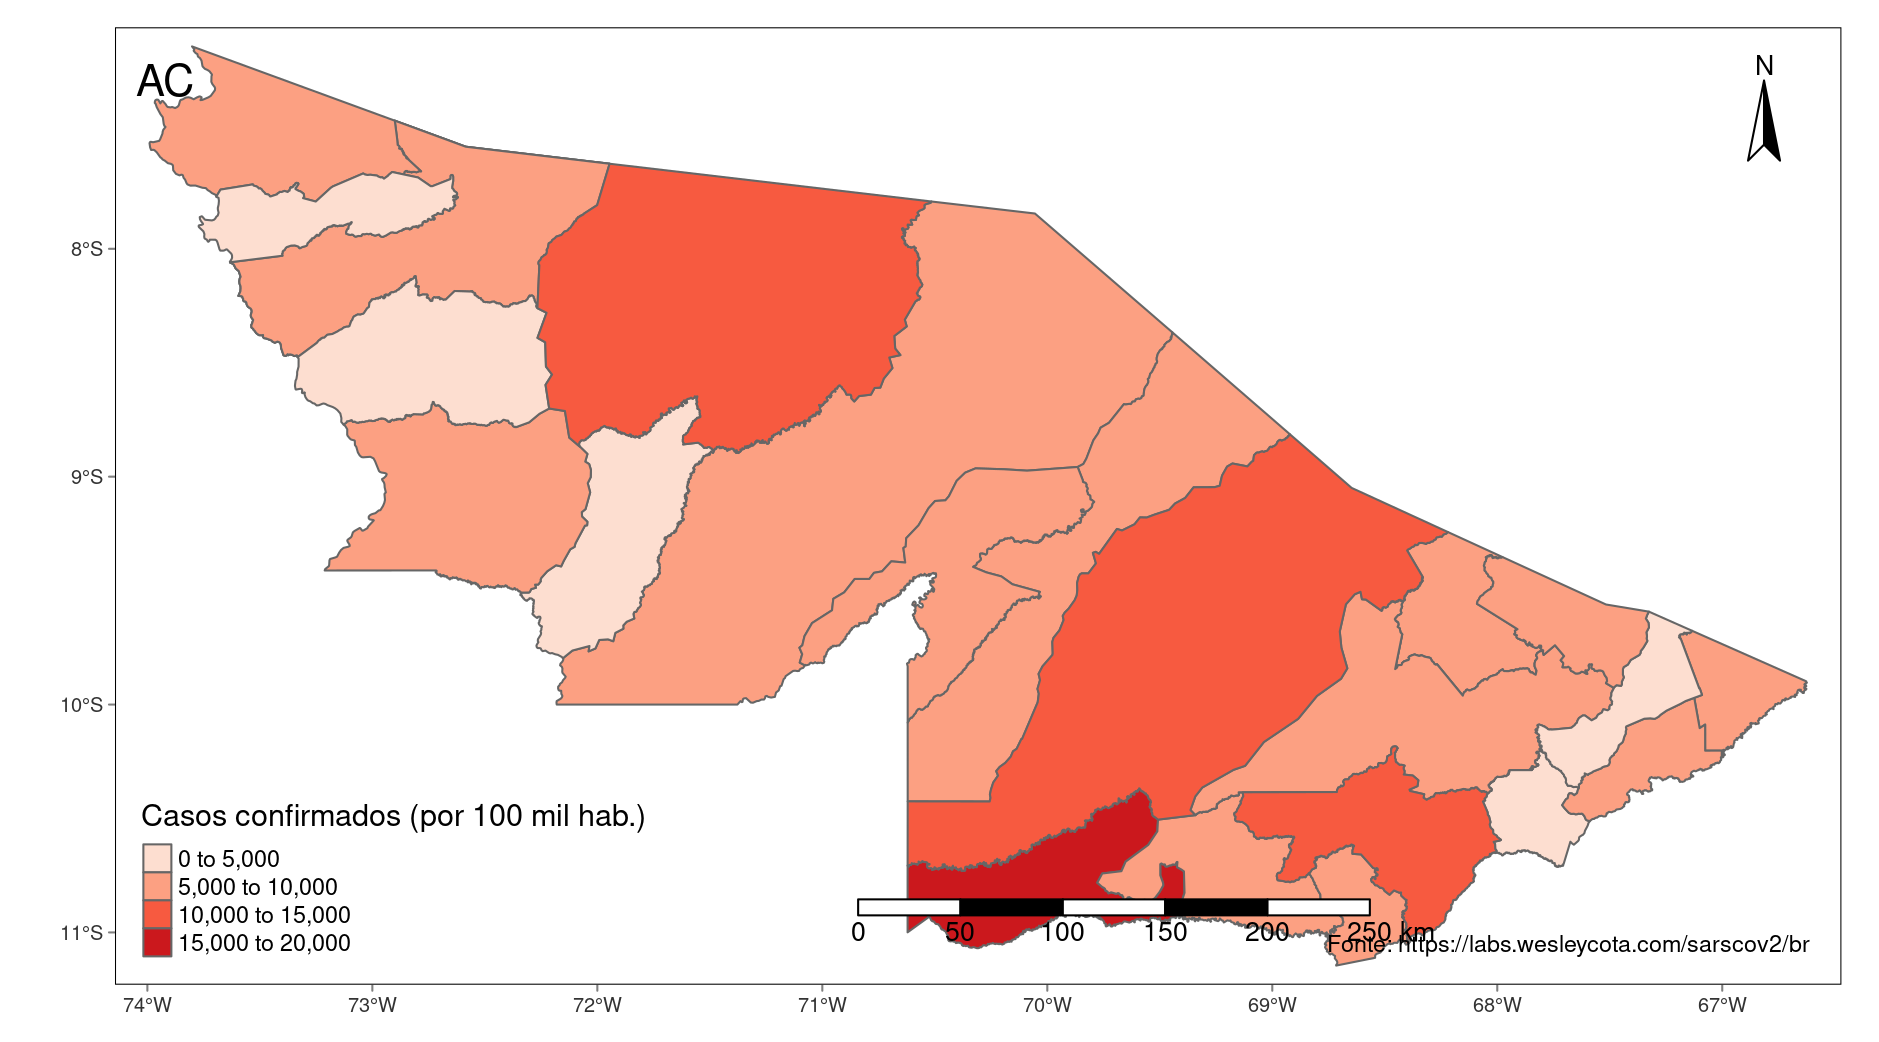 AC
N
8°S
9°S
10°S
11°S
Casos confirmados (por 100 mil hab.)
0 to 5,000
5,000 to 10,000
10,000 to 15,000
15,000 to 20,000
0 50 100 150 200 250 km
Fonte: https://labs.wesleycota.com/sarscov2/br
74°W 73°W 72°W 71°W 70°W 69°W 68°W 67°W